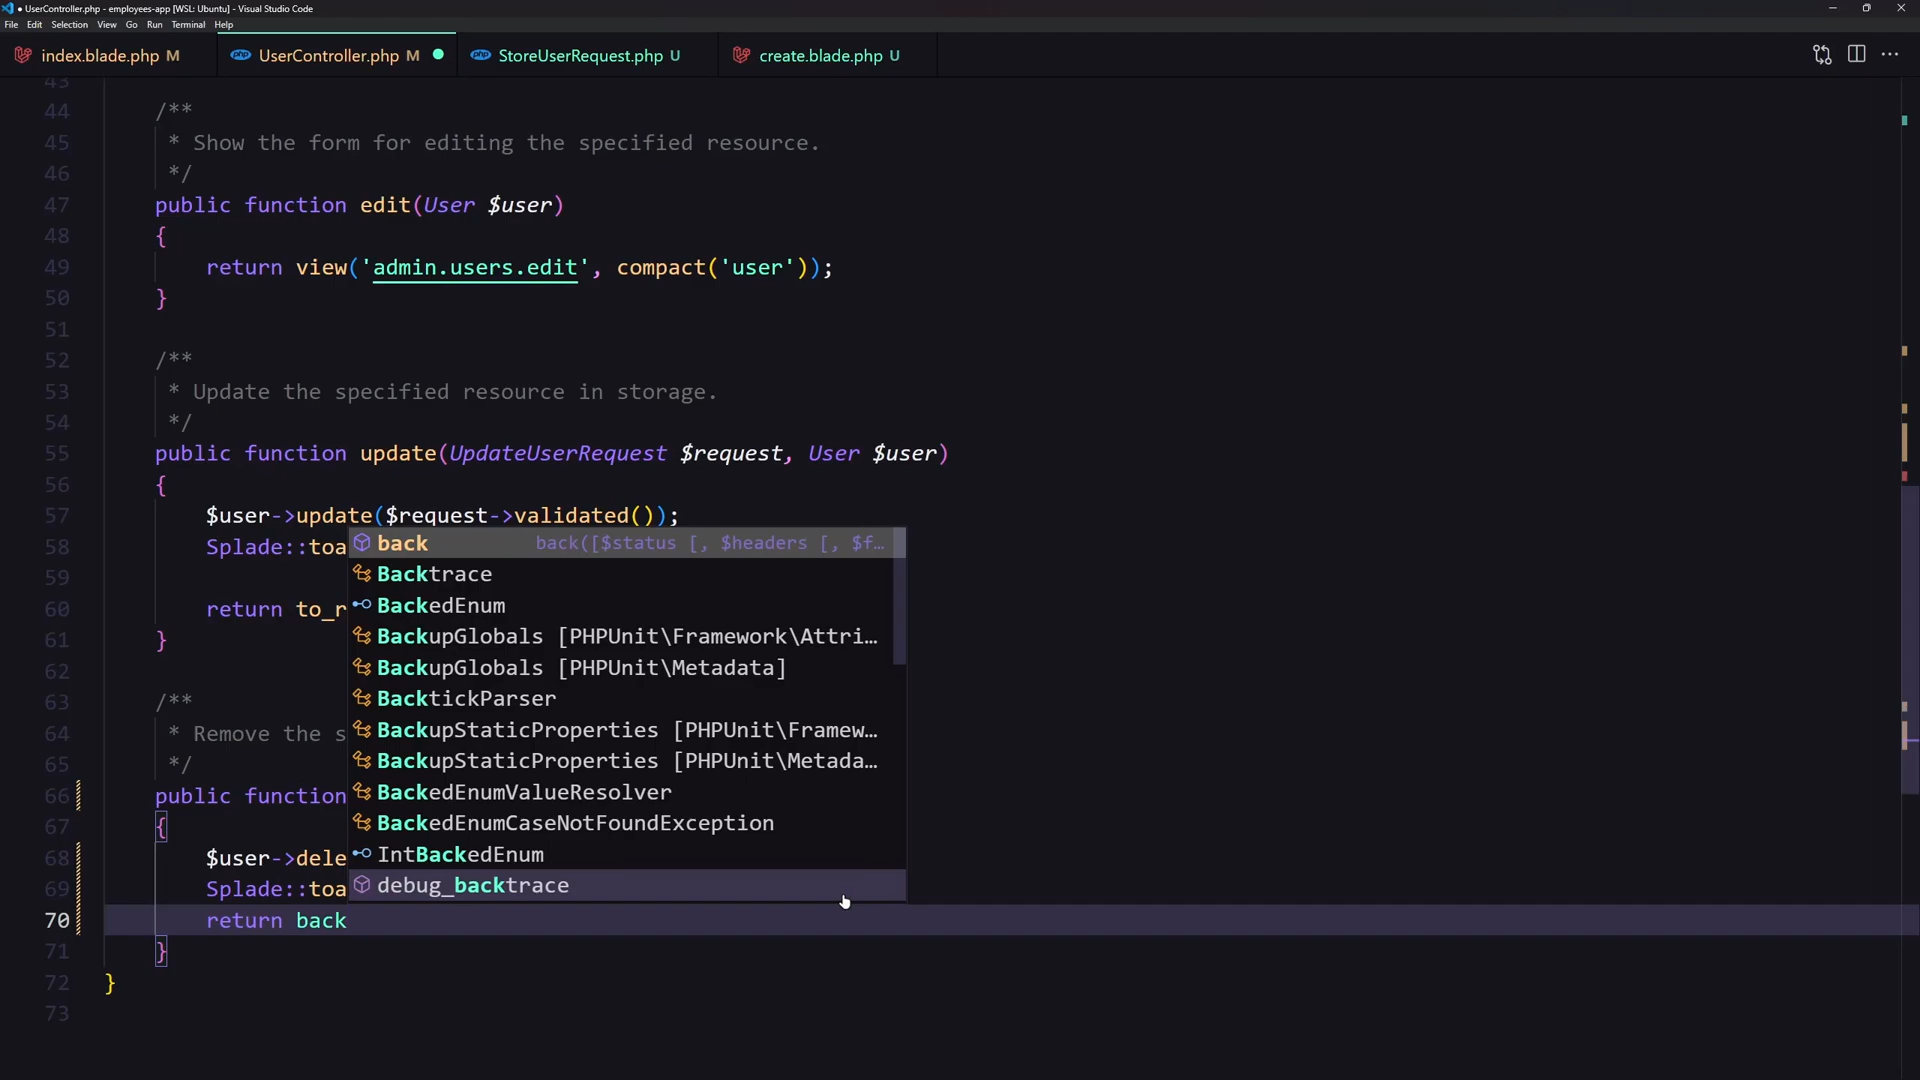 UserController.php - employees-app [WSL: Ubuntu] - Visual Studio Code
File Edit Selection View Go Run Terminal Help
index.blade.php M
UserController.php M
StoreUserRequest.php U
create.blade.php U
43
44 /**
45 * Show the form for editing the specified resource.
46 */
47 public function edit(User $user)
48 {
49 return view('admin.users.edit', compact('user'));
50 }
51
52 /**
53 * Update the specified resource in storage.
54 */
55 public function update(UpdateUserRequest $request, User $user)
56 {
57 $user->update($request->validated());
58 Splade::toa
back back([$status [, $headers [, $f…
Backtrace
59
BackedEnum
60 return to_r
BackupGlobals [PHPUnit\Framework\Attri…
61 }
BackupGlobals [PHPUnit\Metadata]
62
BacktickParser
63 /**
BackupStaticProperties [PHPUnit\Framew…
64 * Remove the s
BackupStaticProperties [PHPUnit\Metada…
65 */
BackedEnumValueResolver
66 public function
BackedEnumCaseNotFoundException
67 {
IntBackedEnum
68 $user->dele
debug_backtrace
69 Splade::toa
70 return back
71 }
72 }
73